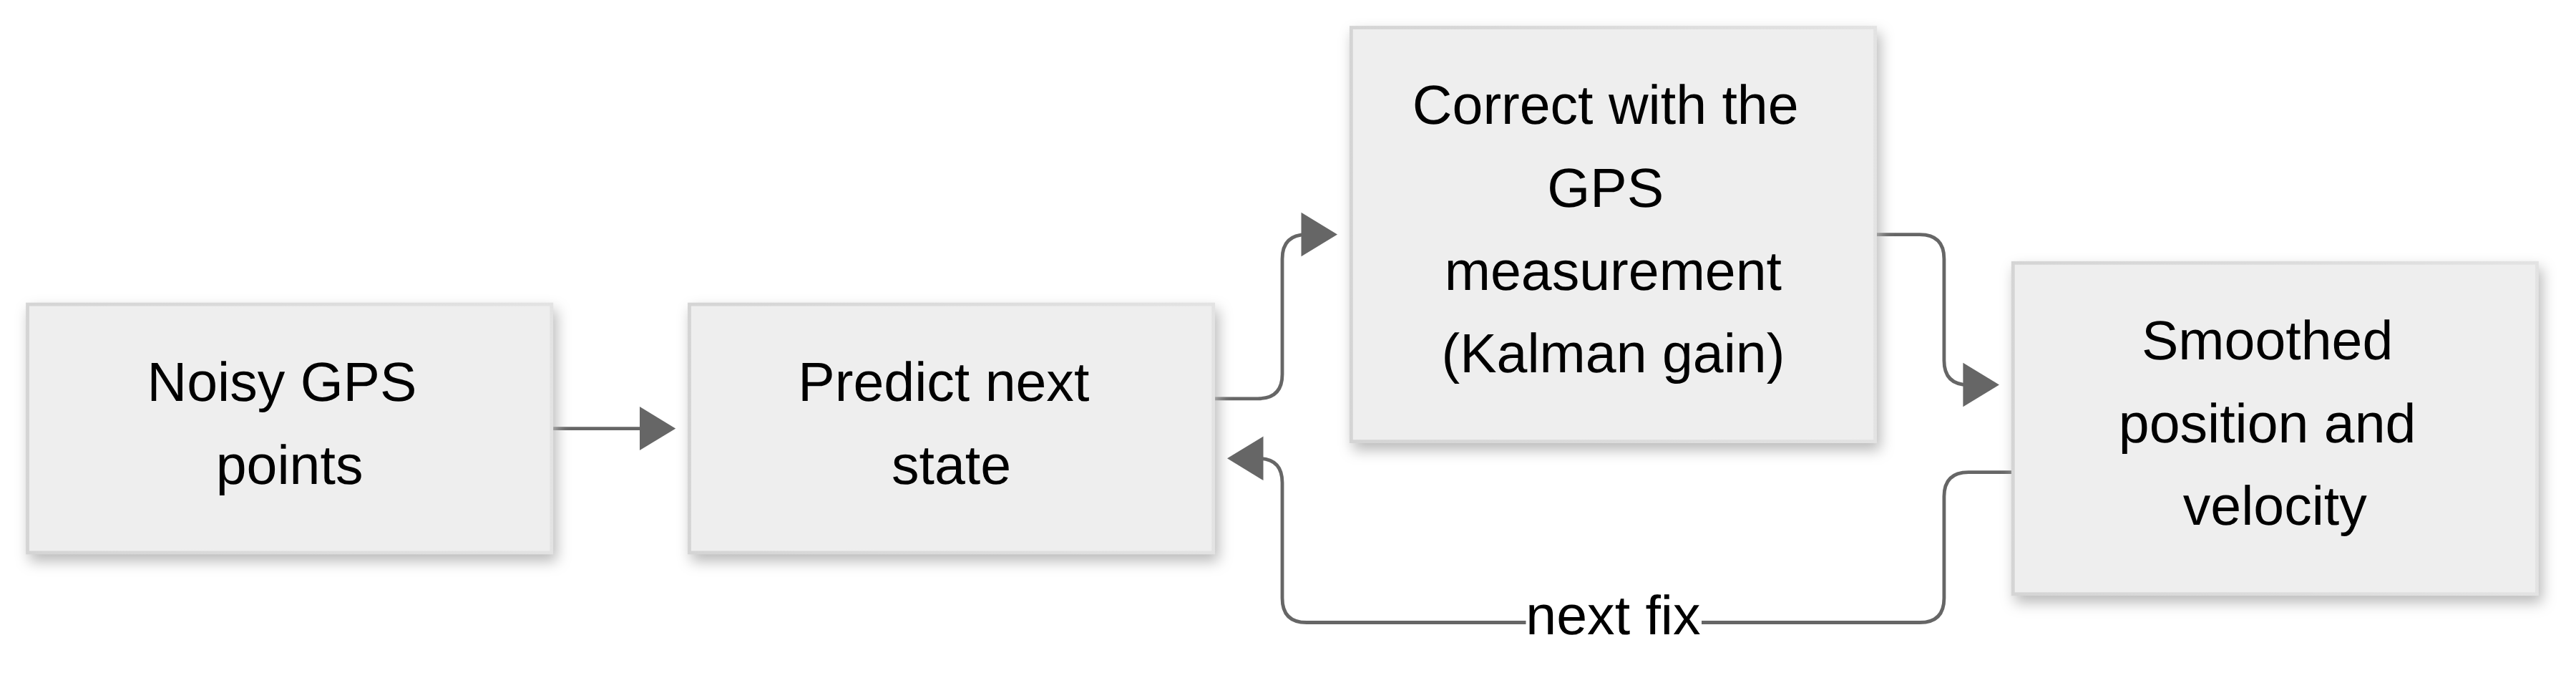 Noisy GPS
points
Predict next
state
Correct with the
GPS
measurement
(Kalman gain)
Smoothed
position and
velocity
next fix